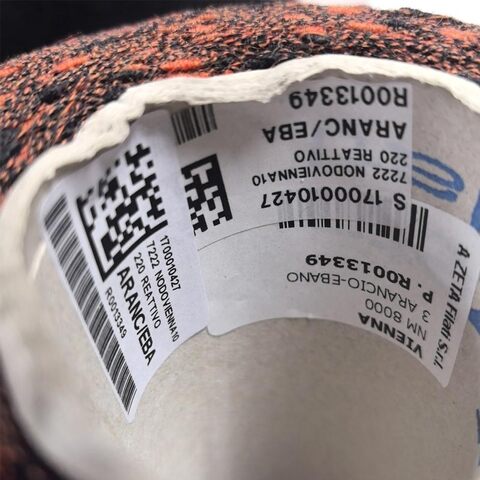 1700010427
7222 NODOVIENNA10
220 REATTIVO
ARANC/EBA
R0013349
S 1700010427
7222 NODOVIENNA10
220 REATTIVO
ARANC/EBA
R0013349
A ZETA Filati S.r.l.
VIENNA
NM 8000
3 ARANCIO-EBANO
P. R0013349